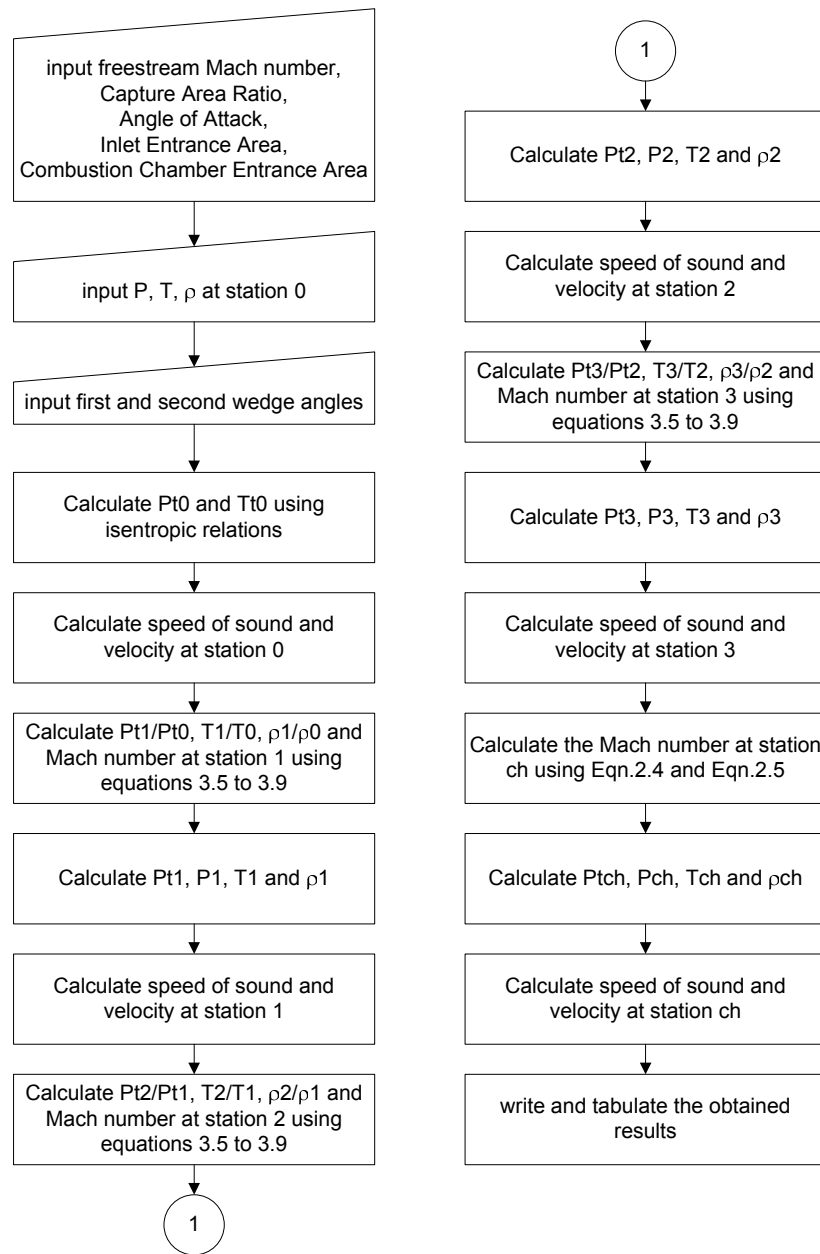 input freestream Mach number,
Capture Area Ratio,
Angle of Attack,
Inlet Entrance Area,
Combustion Chamber Entrance Area
input P, T, ρ at station 0
input first and second wedge angles
Calculate Pt0 and Tt0 using
isentropic relations
Calculate speed of sound and
velocity at station 0
Calculate Pt1/Pt0, T1/T0, ρ1/ρ0 and
Mach number at station 1 using
equations 3.5 to 3.9
Calculate Pt1, P1, T1 and ρ1
Calculate speed of sound and
velocity at station 1
Calculate Pt2/Pt1, T2/T1, ρ2/ρ1 and
Mach number at station 2 using
equations 3.5 to 3.9
1
1
Calculate Pt2, P2, T2 and ρ2
Calculate speed of sound and
velocity at station 2
Calculate Pt3/Pt2, T3/T2, ρ3/ρ2 and
Mach number at station 3 using
equations 3.5 to 3.9
Calculate Pt3, P3, T3 and ρ3
Calculate speed of sound and
velocity at station 3
Calculate the Mach number at station
ch using Eqn.2.4 and Eqn.2.5
Calculate Ptch, Pch, Tch and ρch
Calculate speed of sound and
velocity at station ch
write and tabulate the obtained
results